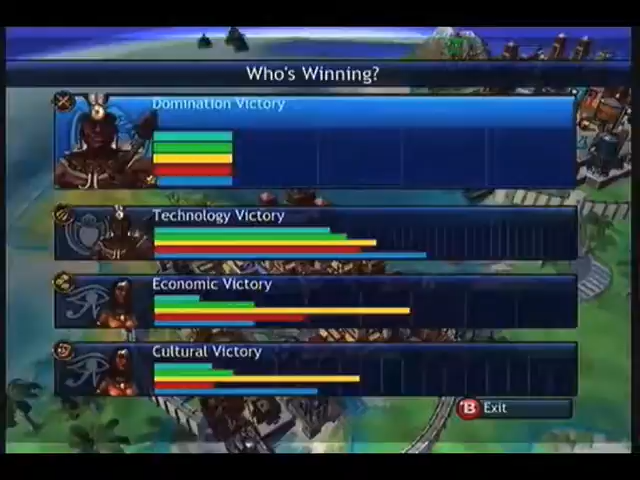 Who's Winning?
Domination Victory
Technology Victory
Economic Victory
Cultural Victory
B Exit